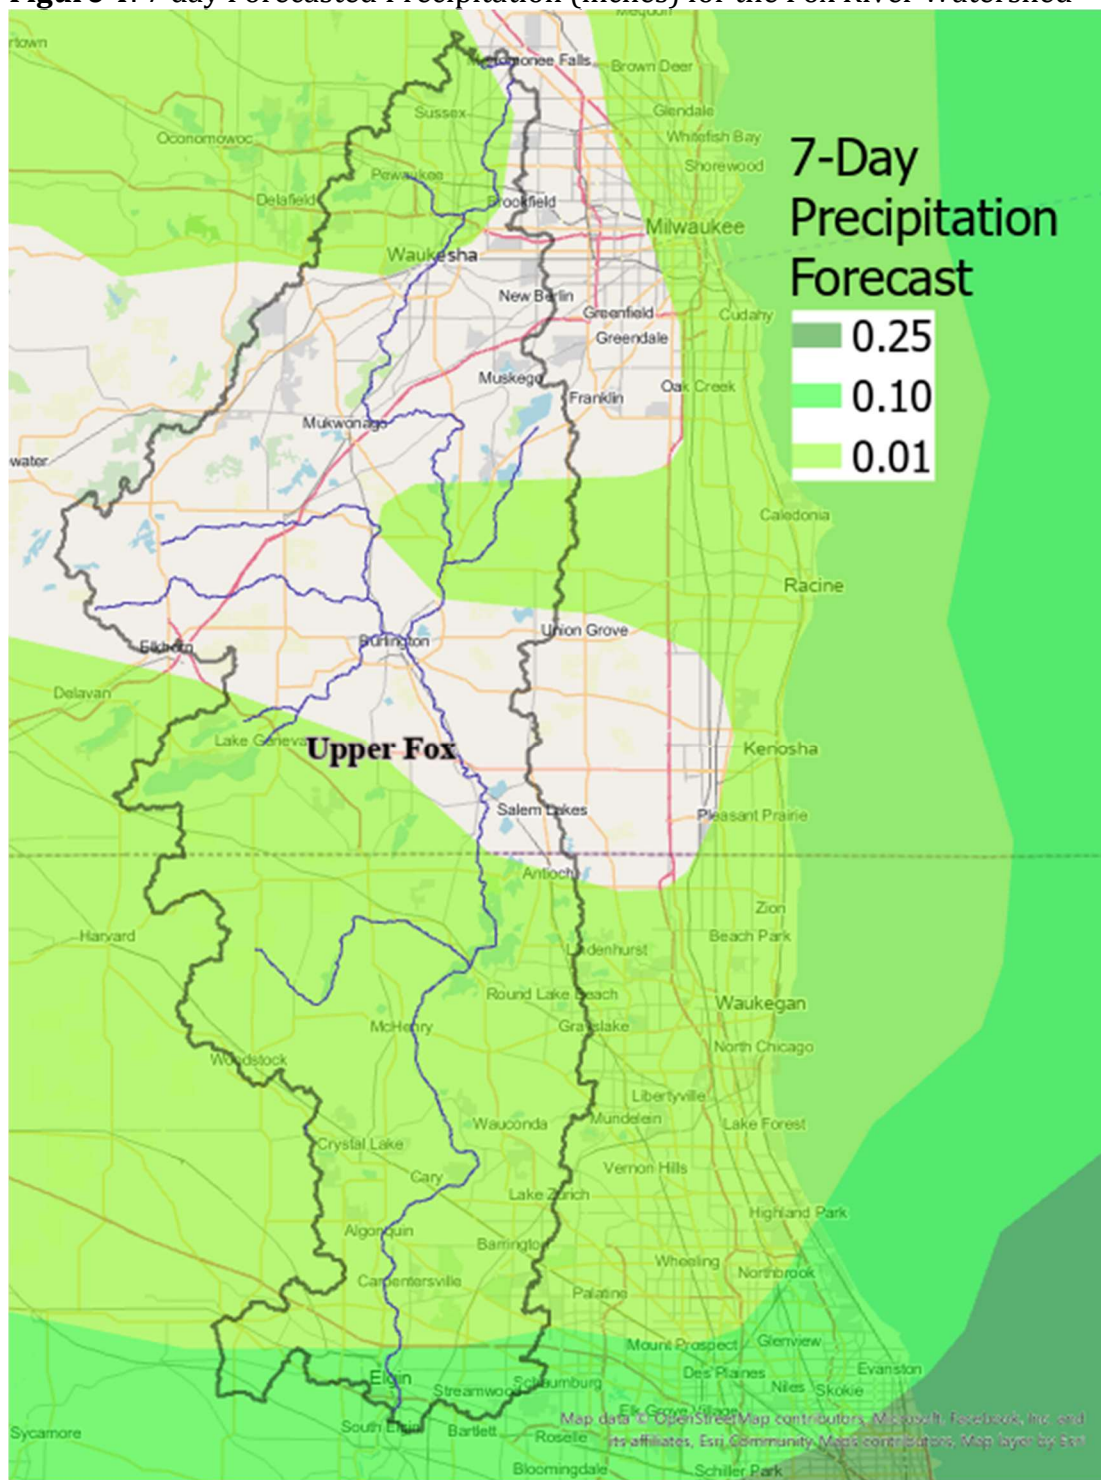 Figure 1: 7-day Forecasted Precipitation (inches) for the Fox River Watershed
Mequon
rtown
Menomonee Falls
Brown Deer
Sussex
Glendale
Oconomowoc
Whitefish Bay
Shorewood
Pewaukee
Delafield
Brookfield
Milwaukee
Waukesha
New Berlin
Greenfield
Cudahy
Greendale
Muskego
Oak Creek
Franklin
Mukwonago
water
7-Day
Precipitation
Forecast
0.25
0.10
0.01
Caledonia
Racine
Union Grove
Burlington
Elkhorn
Delavan
Lake Geneva
Upper Fox
Kenosha
Salem Lakes
Pleasant Prairie
Antioch
Zion
Harvard
Beach Park
Lindenhurst
Round Lake Beach
Waukegan
McHenry
Grayslake
North Chicago
Woodstock
Libertyville
Mundelein
Wauconda
Lake Forest
Crystal Lake
Vernon Hills
Cary
Lake Zurich
Highland Park
Algonquin
Barrington
Wheeling
Northbrook
Carpentersville
Palatine
Mount Prospect
Glenview
Elgin
Des Plaines
Evanston
Streamwood
Schaumburg
Niles
Skokie
Elk Grove Village
South Elgin
Bartlett
Roselle
Sycamore
Bloomingdale
Schiller Park
Map data © OpenStreetMap contributors, Microsoft, Facebook, Inc. and
its affiliates, Esri Community Maps contributors, Map layer by Esri